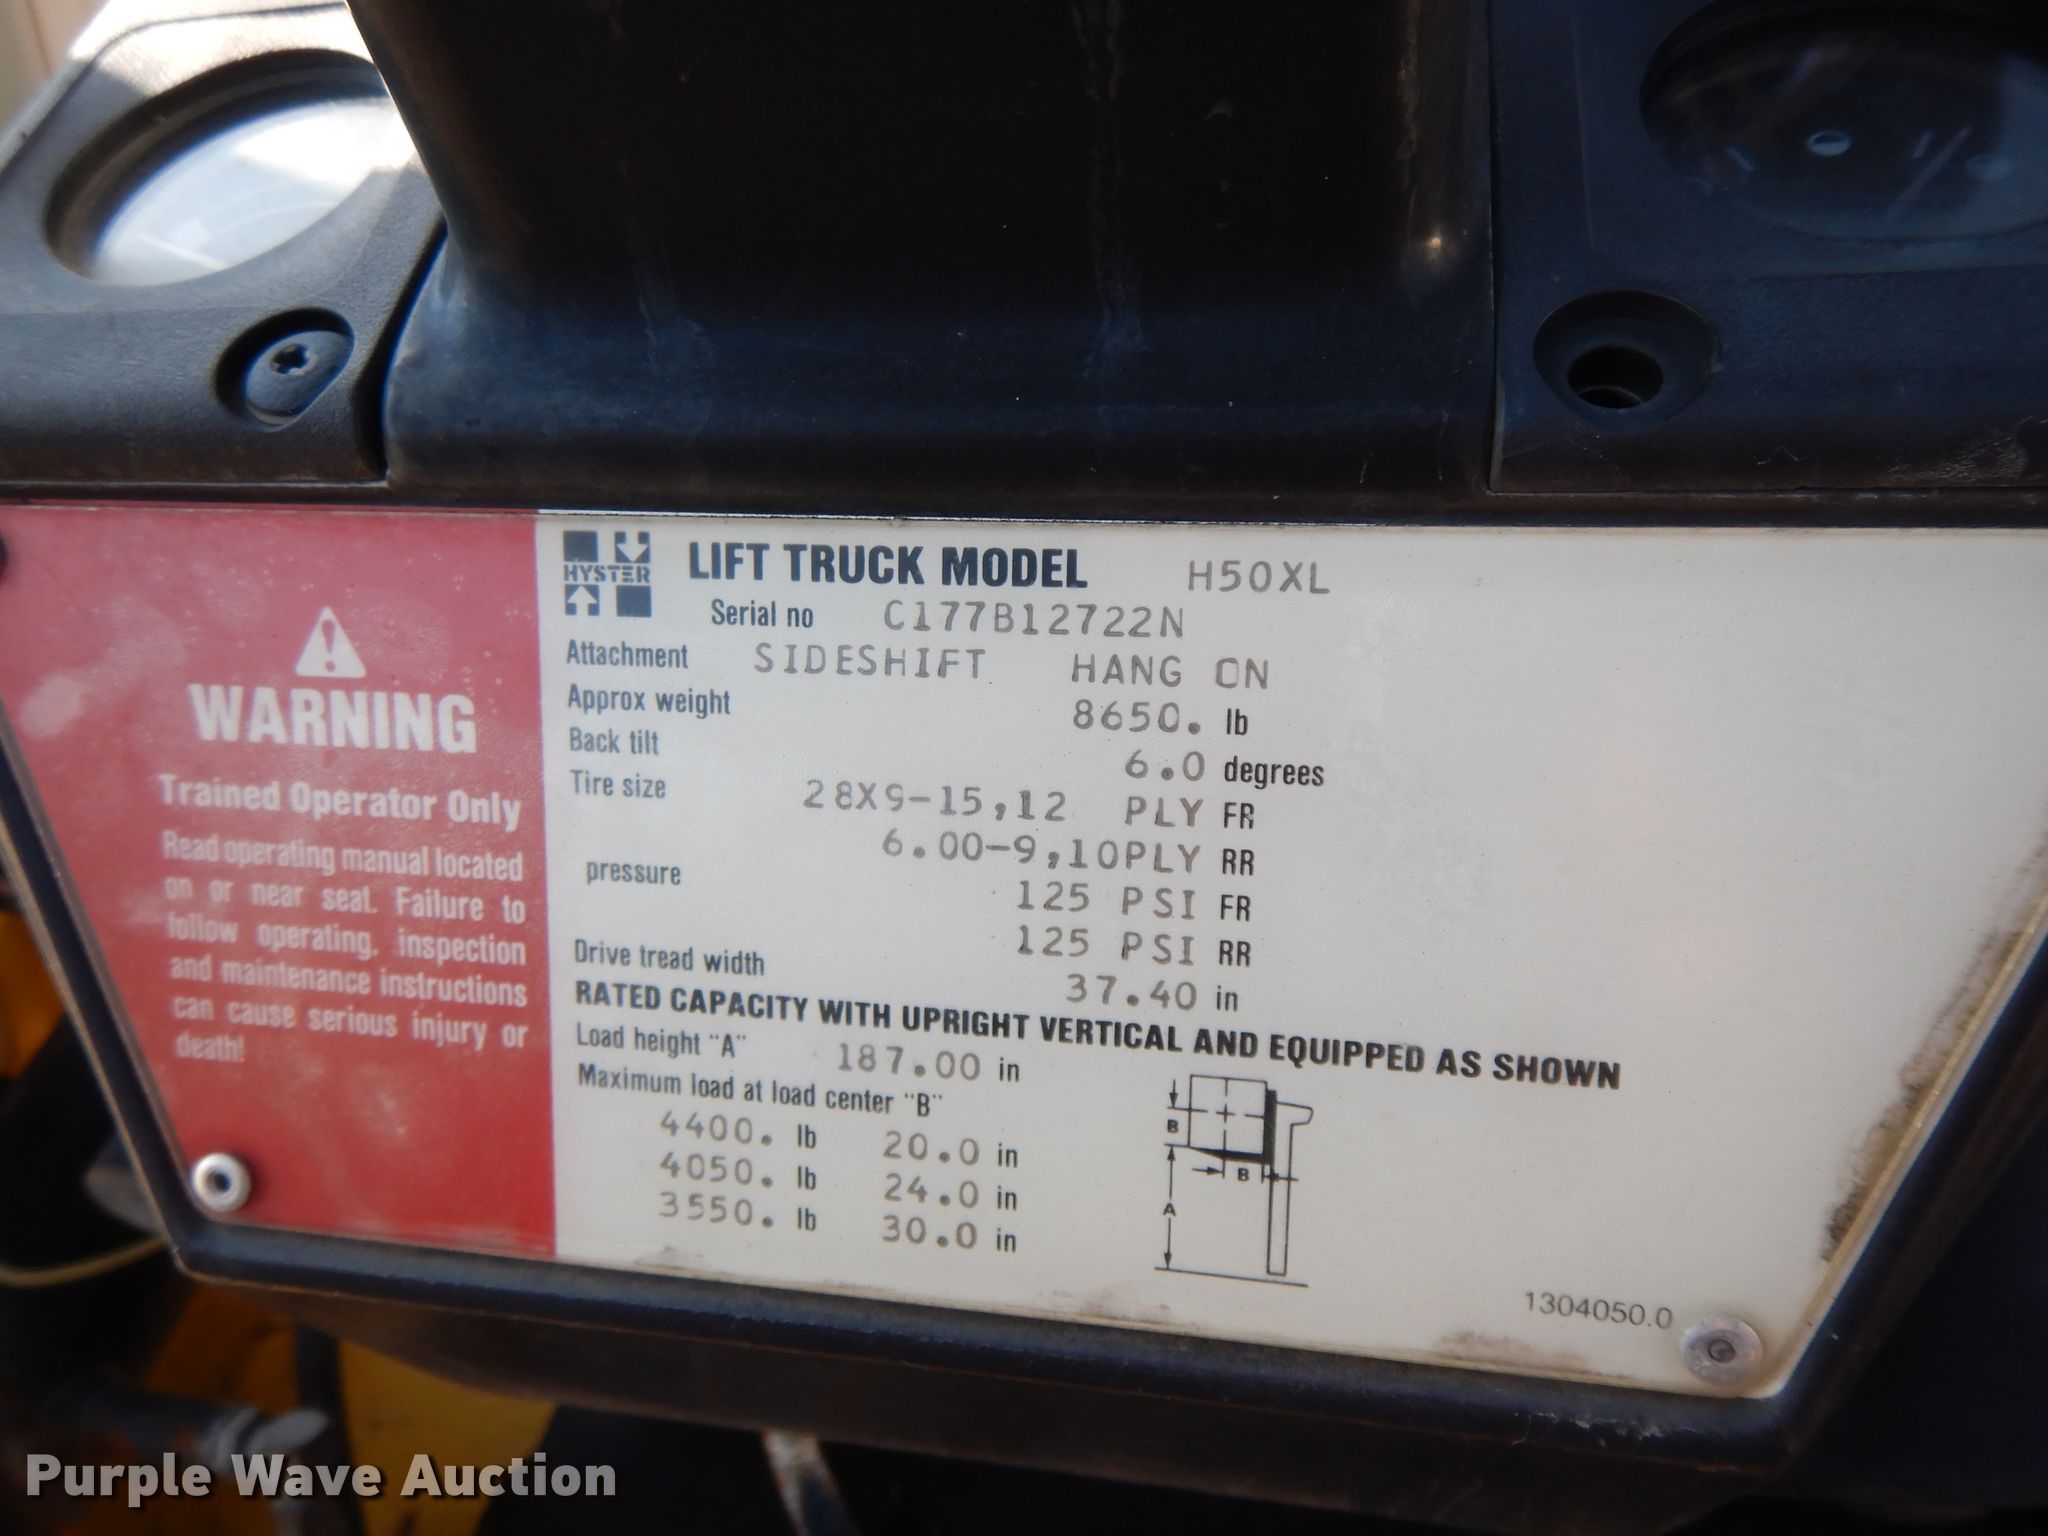 HYSTER
LIFT TRUCK MODEL H50XL
Serial no C177B12722N
Attachment SIDESHIFT HANG ON
Approx weight 8650. lb
Back tilt 6.0 degrees
Tire size 28X9-15,12 PLY FR
6.00-9,10PLY RR
pressure 125 PSI FR
125 PSI RR
Drive tread width 37.40 in
RATED CAPACITY WITH UPRIGHT VERTICAL AND EQUIPPED AS SHOWN
Load height "A" 187.00 in
Maximum load at load center "B"
4400. lb 20.0 in
4050. lb 24.0 in
3550. lb 30.0 in
B
B
A
1304050.0
WARNING
Trained Operator Only
Read operating manual located
on or near seat. Failure to
follow operating, inspection
and maintenance instructions
can cause serious injury or
death!
Purple Wave Auction